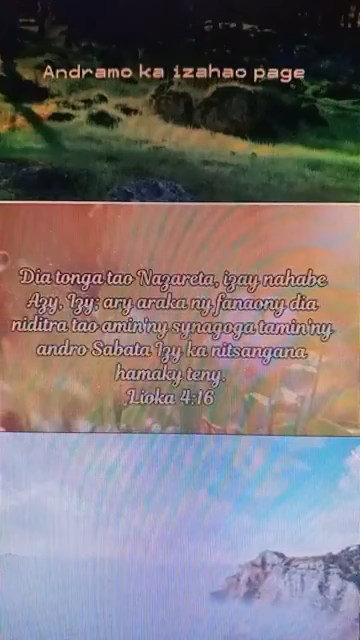 Andramo ka izahao page
Dia tonga tao Nazareta, izay nahabe
Azy, Izy; ary araka ny fanaony dia
niditra tao amin'ny synagoga tamin'ny
andro Sabata Izy ka nitsangana
hamaky teny.
Lioka 4:16